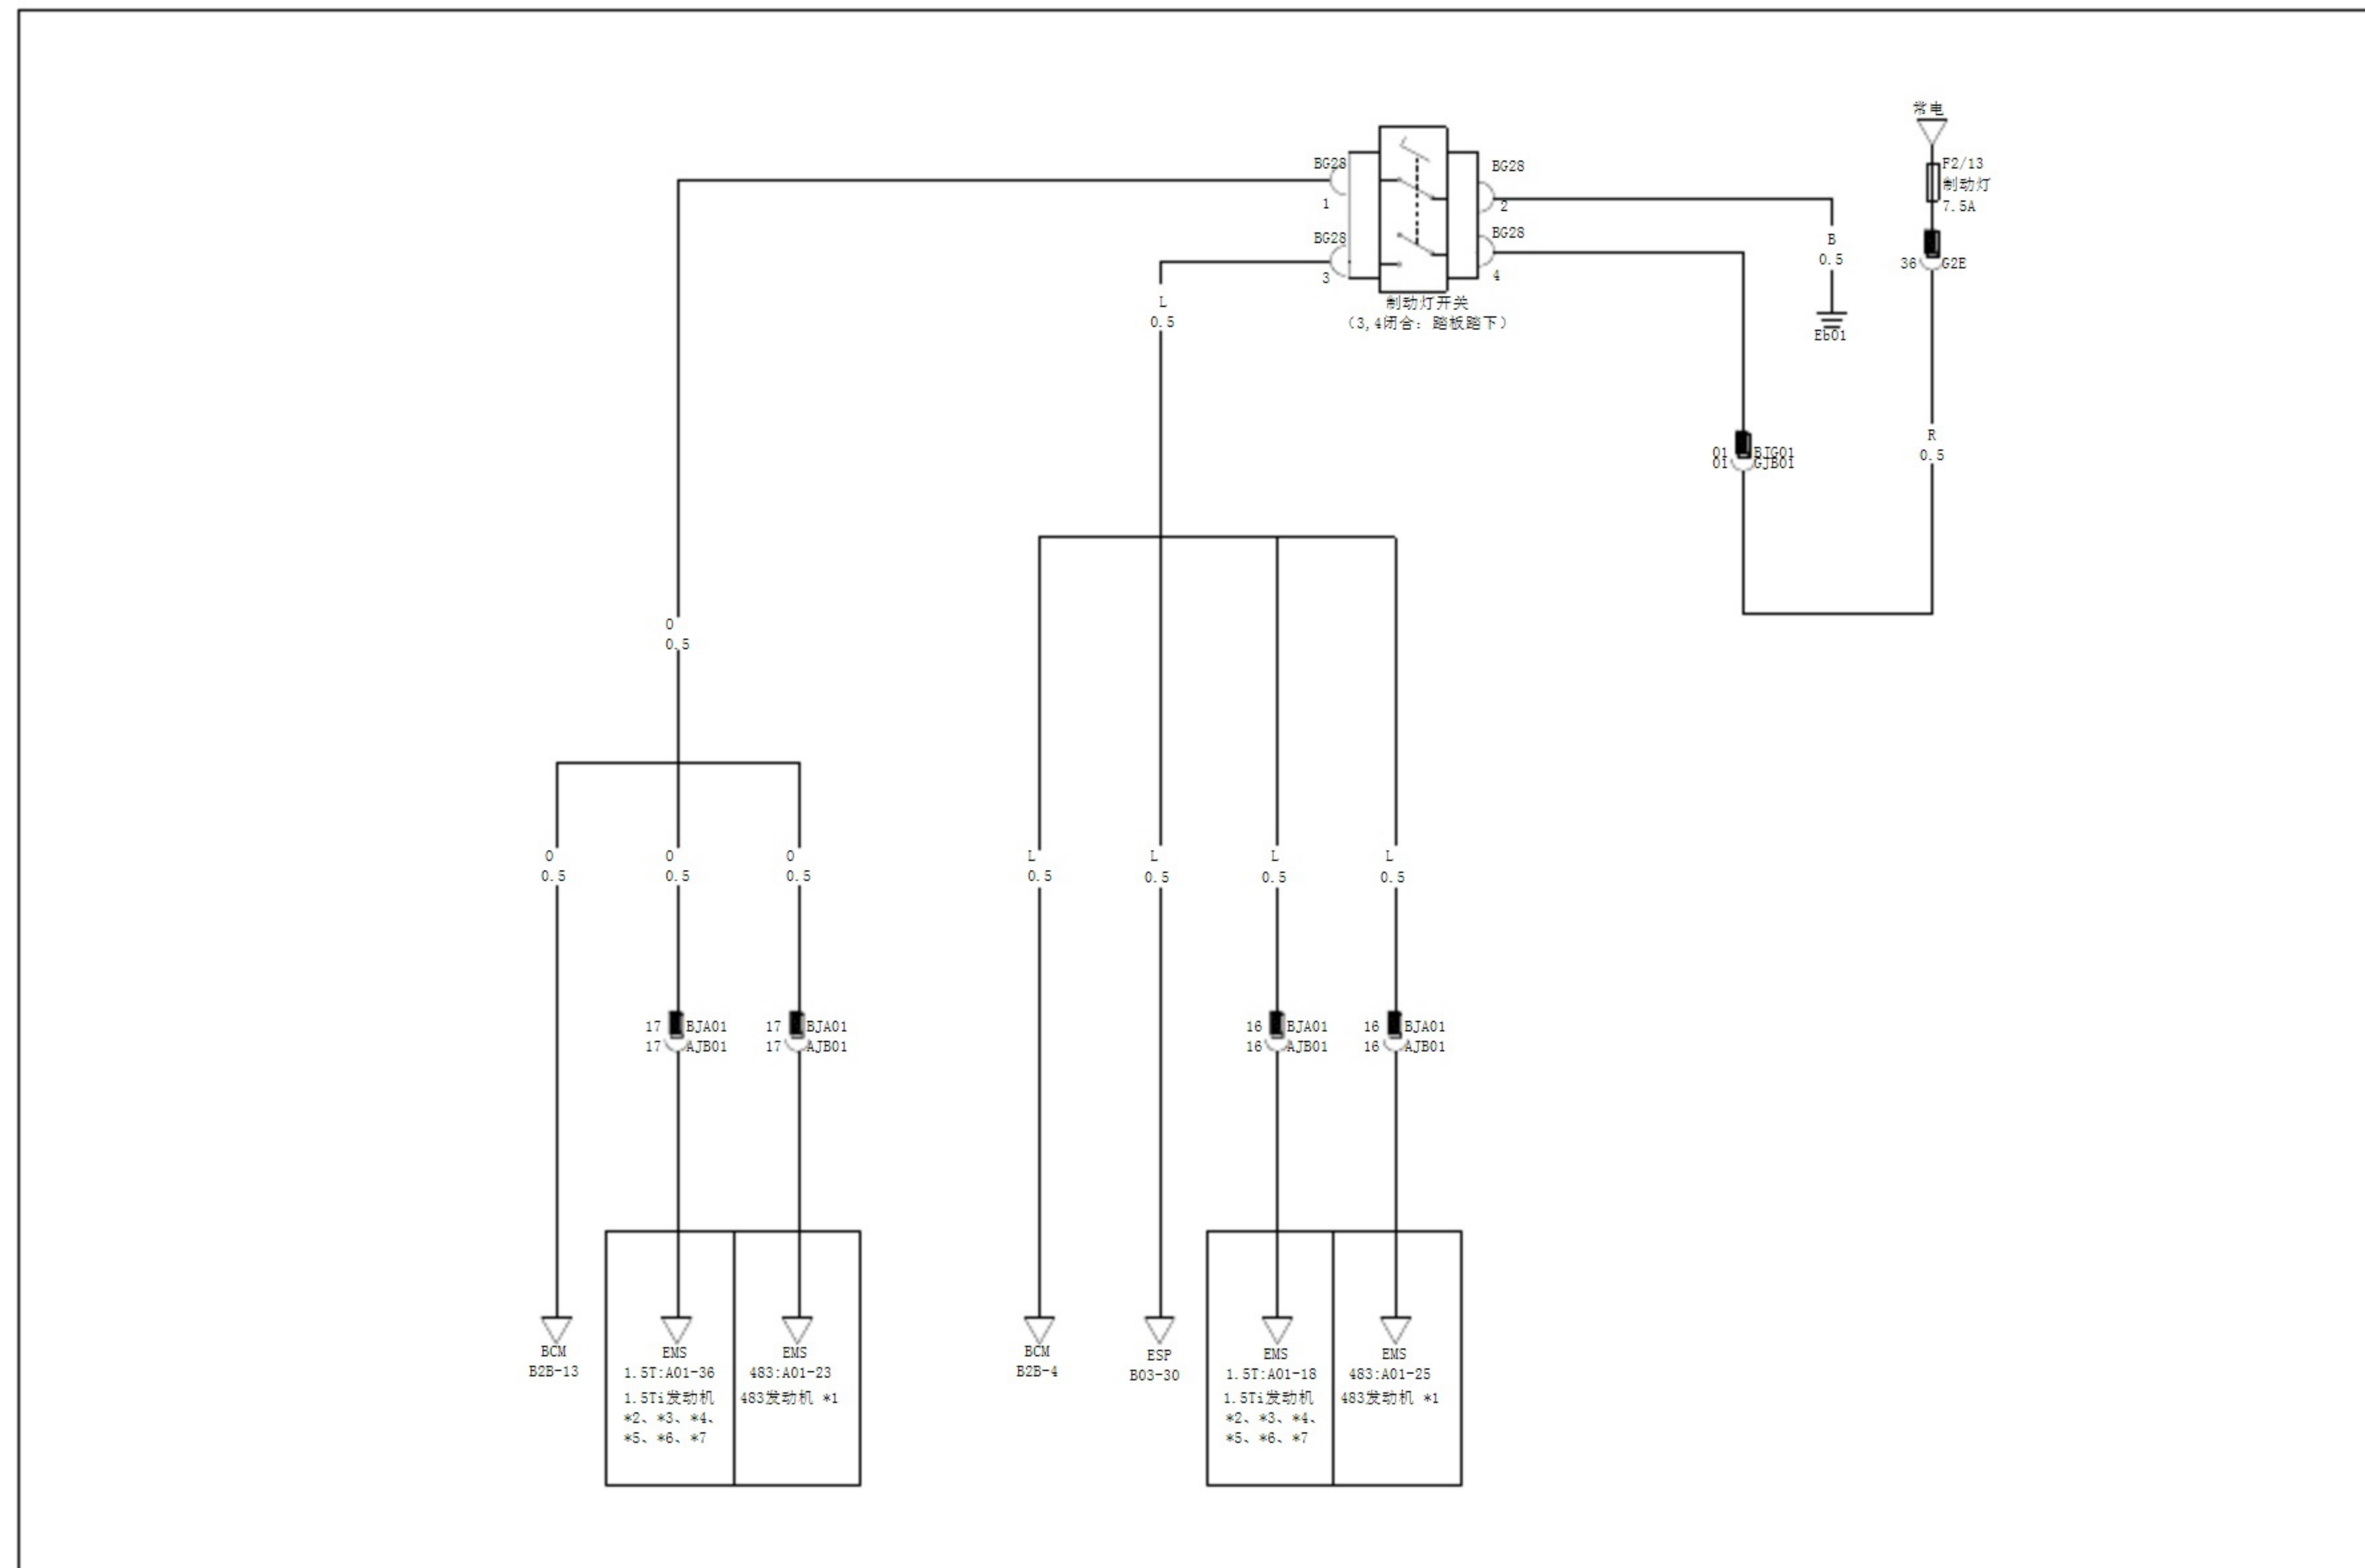 常电
F2/13
制动灯
7.5A
36
G2E
BG28
1
BG28
2
BG28
3
BG28
4
制动灯开关
(3,4闭合: 踏板踏下)
B
0.5
Eb01
L
0.5
01 BJG01
01 GJB01
R
0.5
O
0.5
O
0.5
O
0.5
O
0.5
L
0.5
L
0.5
L
0.5
L
0.5
17 BJA01
17 AJB01
17 BJA01
17 AJB01
16 BJA01
16 AJB01
16 BJA01
16 AJB01
BCM
B2B-13
EMS
1.5T:A01-36
1.5Ti发动机
*2、*3、*4、
*5、*6、*7
EMS
483:A01-23
483发动机 *1
BCM
B2B-4
ESP
B03-30
EMS
1.5T:A01-18
1.5Ti发动机
*2、*3、*4、
*5、*6、*7
EMS
483:A01-25
483发动机 *1